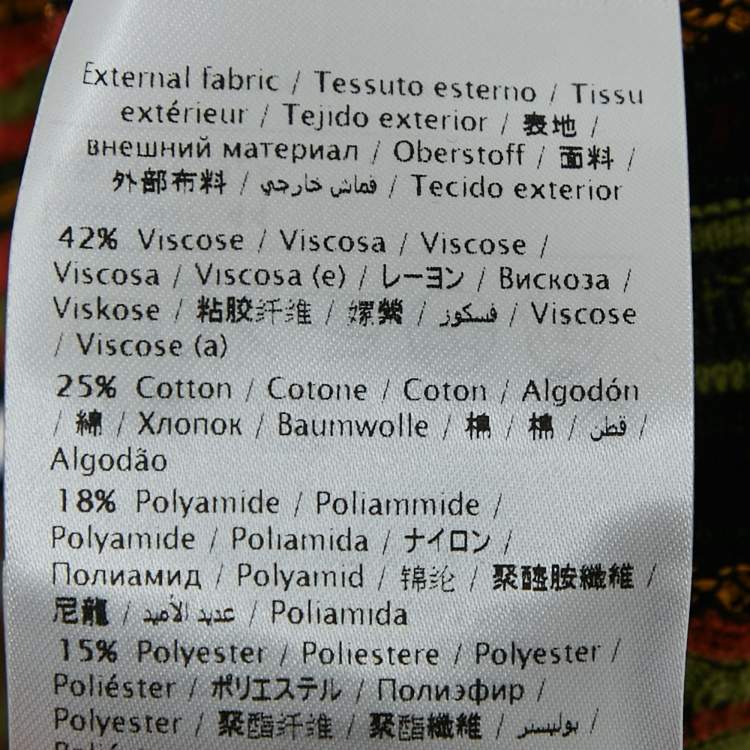 External fabric / Tessuto esterno / Tissu
extérieur / Tejido exterior / 表地 /
внешний материал / Oberstoff / 面料 /
外部布料 / قماش خارجي / Tecido exterior
42% Viscose / Viscosa / Viscose /
Viscosa / Viscosa (e) / レーヨン / Вискоза /
Viskose / 粘胶纤维 / 嫘縈 / فسكوز / Viscose
/ Viscose (a)
25% Cotton / Cotone / Coton / Algodón
/ 綿 / Хлопок / Baumwolle / 棉 / 棉 / قطن /
Algodão
18% Polyamide / Poliammide /
Polyamide / Poliamida / ナイロン /
Полиамид / Polyamid / 锦纶 / 聚醯胺纖維 /
尼龍 / عديد الأميد / Poliamida
15% Polyester / Poliestere / Polyester /
Poliéster / ポリエステル / Полиэфир /
Polyester / 聚酯纤维 / 聚酯纖維 / بوليستر /